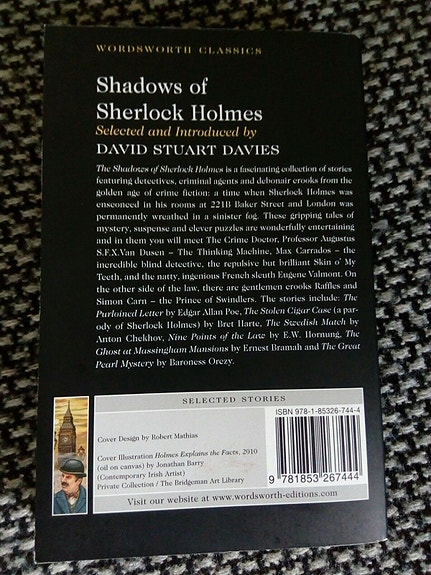 WORDSWORTH CLASSICS
Shadows of
Sherlock Holmes
Selected and Introduced by
DAVID STUART DAVIES
The Shadows of Sherlock Holmes is a fascinating collection of stories
featuring detectives, criminal agents and debonair crooks from the
golden age of crime fiction: a time when Sherlock Holmes was
ensconced in his rooms at 221B Baker Street and London was
permanently wreathed in a sinister fog. These gripping tales of
mystery, suspense and clever puzzles are wonderfully entertaining
and in them you will meet The Crime Doctor, Professor Augustus
S.F.X.Van Dusen – The Thinking Machine, Max Carrados – the
incredible blind detective, the repulsive but brilliant Skin o' My
Teeth, and the natty, ingenious French sleuth Eugene Valmont. On
the other side of the law, there are gentlemen crooks Raffles and
Simon Carn – the Prince of Swindlers. The stories include: The
Purloined Letter by Edgar Allan Poe, The Stolen Cigar Case (a par-
ody of Sherlock Holmes) by Bret Harte, The Swedish Match by
Anton Chekhov, Nine Points of the Law by E.W. Hornung, The
Ghost at Massingham Mansions by Ernest Bramah and The Great
Pearl Mystery by Baroness Orezy.
SELECTED STORIES
Cover Design by Robert Mathias
Cover Illustration Holmes Explains the Facts, 2010
(oil on canvas) by Jonathan Barry
(Contemporary Irish Artist)
Private Collection / The Bridgeman Art Library
ISBN 978-1-85326-744-4
9 781853 267444
Visit our website at www.wordsworth-editions.com